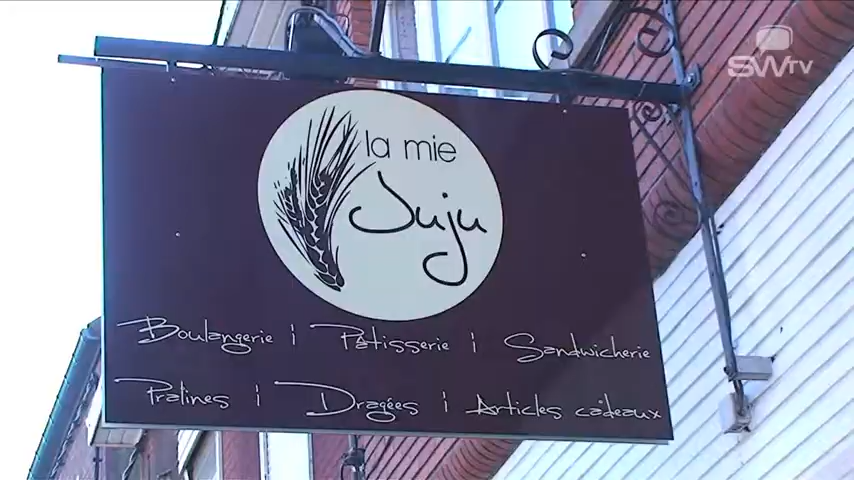 SWTV
la mie
Juju
Boulangerie | Pâtisserie | Sandwicherie
Pralines | Dragées | Articles cadeaux